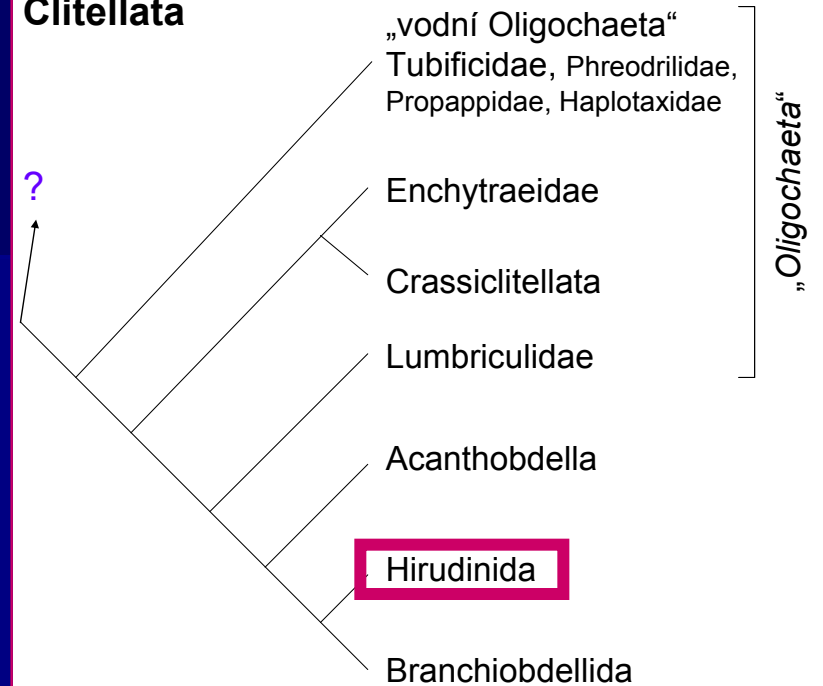 Clitellata
„vodní Oligochaeta“
Tubificidae, Phreodrilidae,
Propappidae, Haplotaxidae
„Oligochaeta“
?
Enchytraeidae
Crassiclitellata
Lumbriculidae
Acanthobdella
Hirudinida
Branchiobdellida